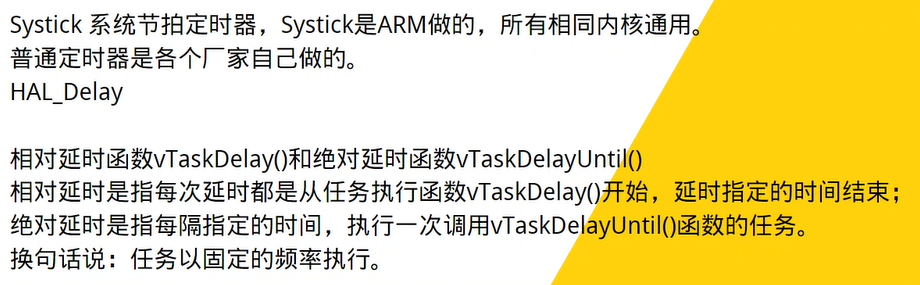 Systick 系统节拍定时器，Systick是ARM做的，所有相同内核通用。
普通定时器是各个厂家自己做的。
HAL_Delay
相对延时函数vTaskDelay()和绝对延时函数vTaskDelayUntil()
相对延时是指每次延时都是从任务执行函数vTaskDelay()开始，延时指定的时间结束；
绝对延时是指每隔指定的时间，执行一次调用vTaskDelayUntil()函数的任务。
换句话说：任务以固定的频率执行。